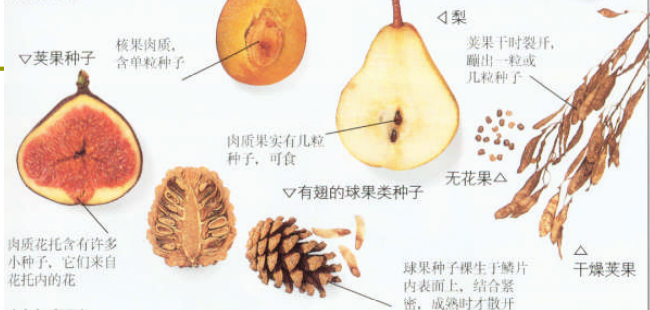 核果肉质，
含单粒种子
◁梨
荚果干时裂开，
蹦出一粒或
几粒种子
▽荚果种子
肉质果实有几粒
种子，可食
无花果△
▽有翅的球果类种子
肉质花托含有许多
小种子，它们来自
花托内的花
球果种子裸生于鳞片
内表面上，结合紧
密，成熟时才散开
△
干燥荚果